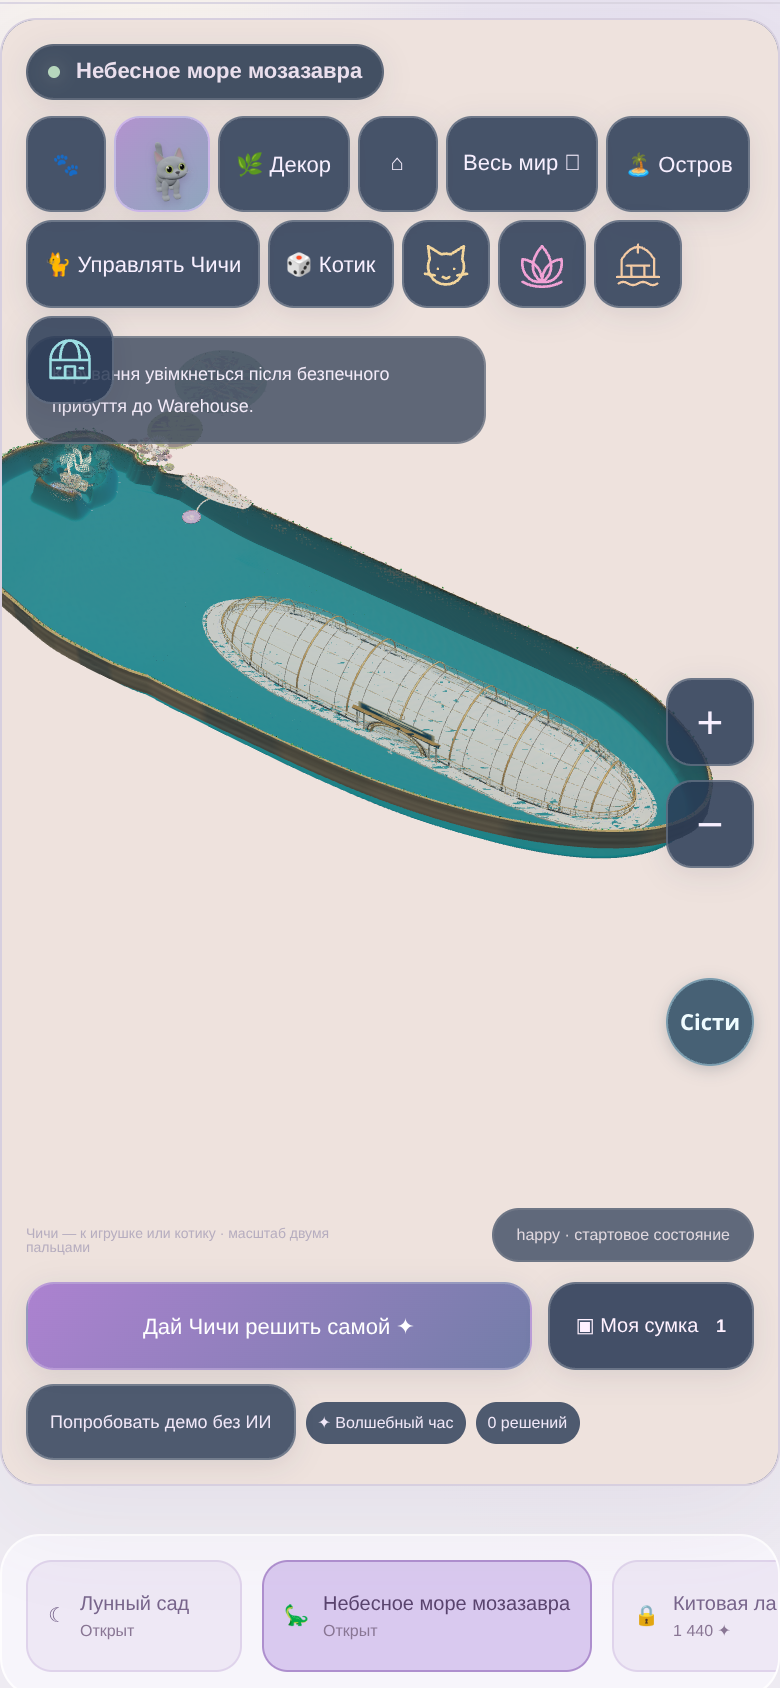 Небесное море мозазавра
Декор
Весь мир
Остров
Управлять Чичи
Котик
увімкнеться після безпечного
прибуття до Warehouse.
+
−
Сісти
Чичи — к игрушке или котику · масштаб двумя
пальцами
happy · стартовое состояние
Дай Чичи решить самой ✦
▣ Моя сумка 1
Попробовать демо без ИИ
✦ Волшебный час
0 решений
Лунный сад
Открыт
Небесное море мозазавра
Открыт
Китовая
1 440 ✦